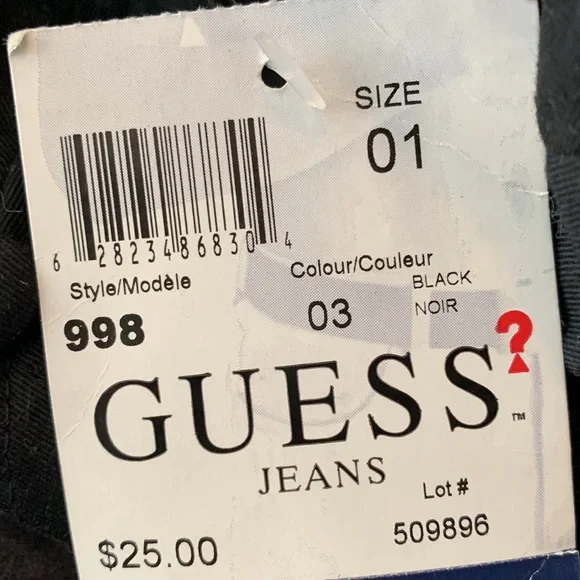 SIZE
01
6 28234 86830 4
Style/Modèle
998
Colour/Couleur
03 BLACK
NOIR
GUESS?™
JEANS
Lot #
509896
$25.00